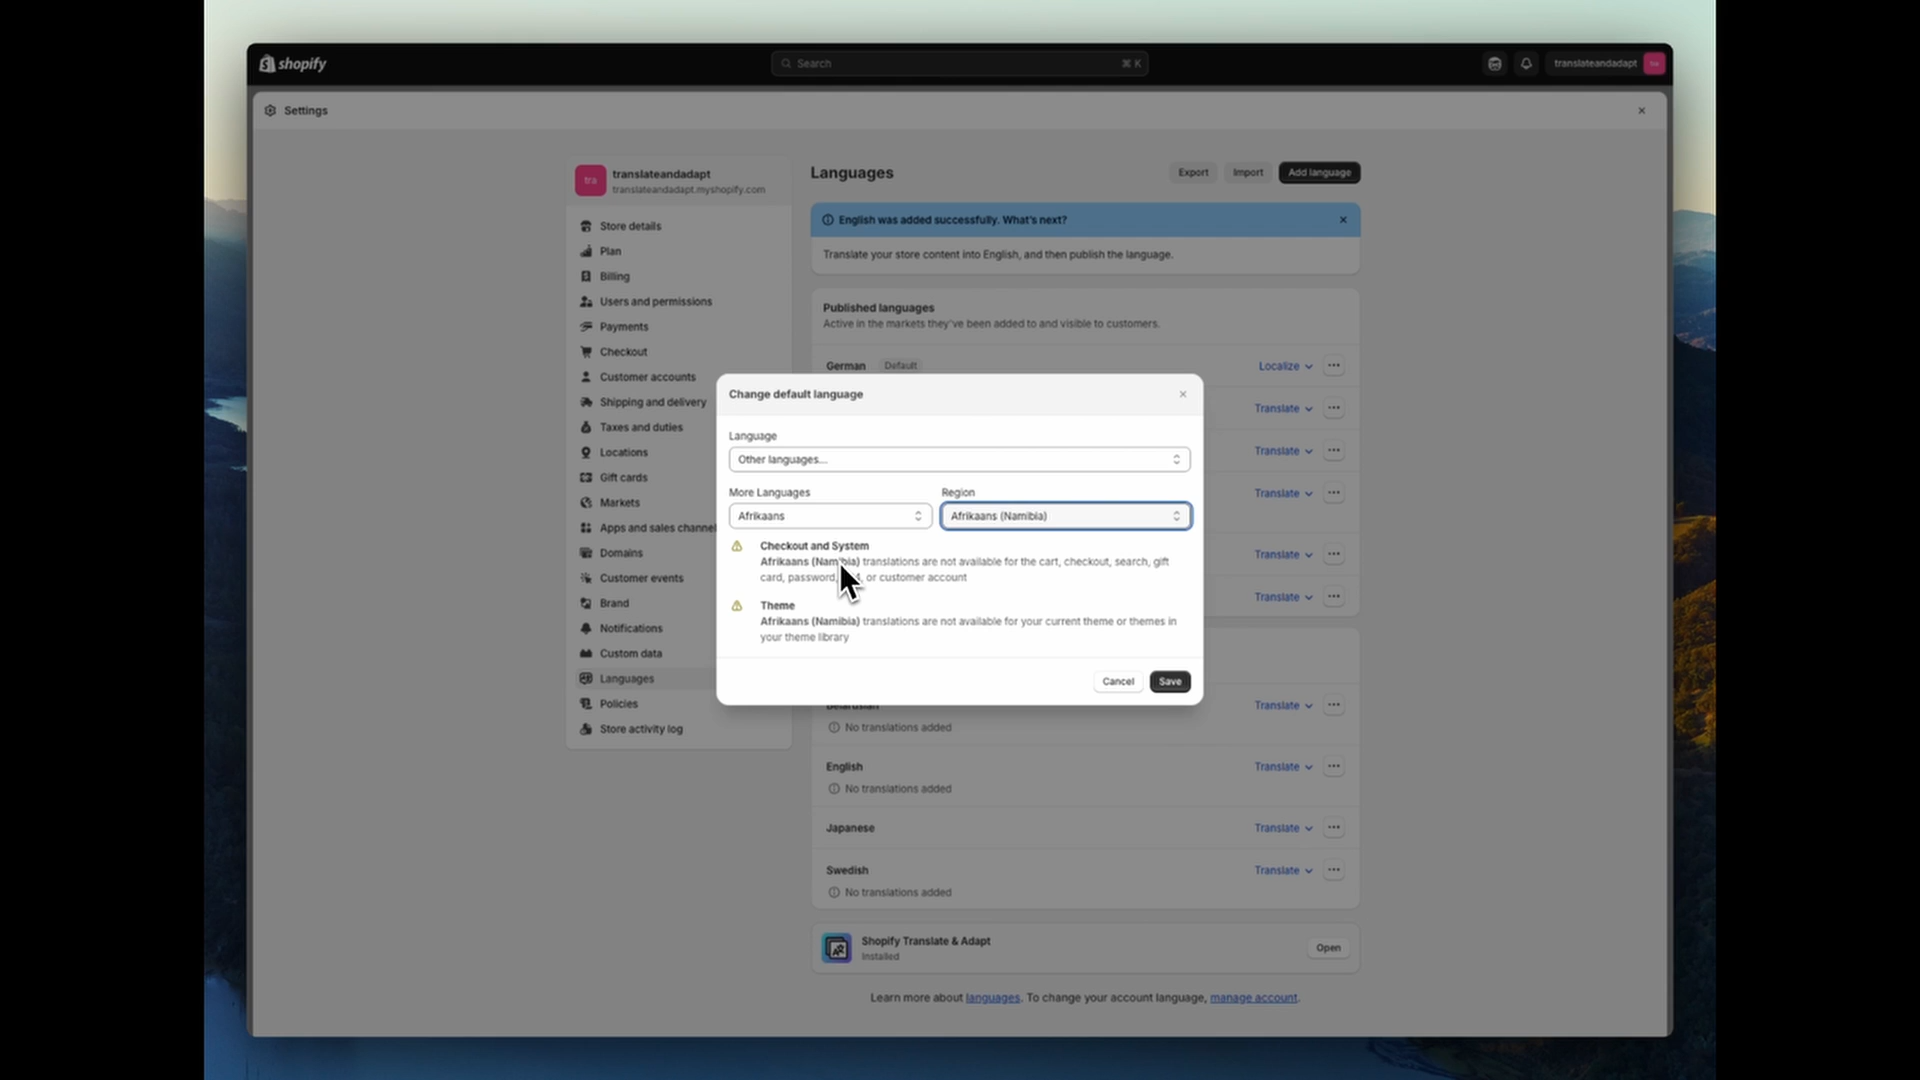 shopify
Search
⌘ K
translateandadapt
Settings
tra
translateandadapt
translateandadapt.myshopify.com
Store details
Plan
Billing
Users and permissions
Payments
Checkout
Customer accounts
Shipping and delivery
Taxes and duties
Locations
Gift cards
Markets
Apps and sales channel
Domains
Customer events
Brand
Notifications
Custom data
Languages
Policies
Store activity log
Languages
Export
Import
Add language
English was added successfully. What's next?
Translate your store content into English, and then publish the language.
Published languages
Active in the markets they've been added to and visible to customers.
German
Default
Localize
Translate
Translate
Translate
Translate
Translate
Change default language
Language
Other languages...
More Languages
Region
Afrikaans
Afrikaans (Namibia)
Checkout and System
Afrikaans (Namibia) translations are not available for the cart, checkout, search, gift
card, password, or customer account
Theme
Afrikaans (Namibia) translations are not available for your current theme or themes in
your theme library
Cancel
Save
Belarusian
Translate
No translations added
English
Translate
No translations added
Japanese
Translate
Swedish
Translate
No translations added
Shopify Translate & Adapt
Installed
Open
Learn more about languages. To change your account language, manage account.